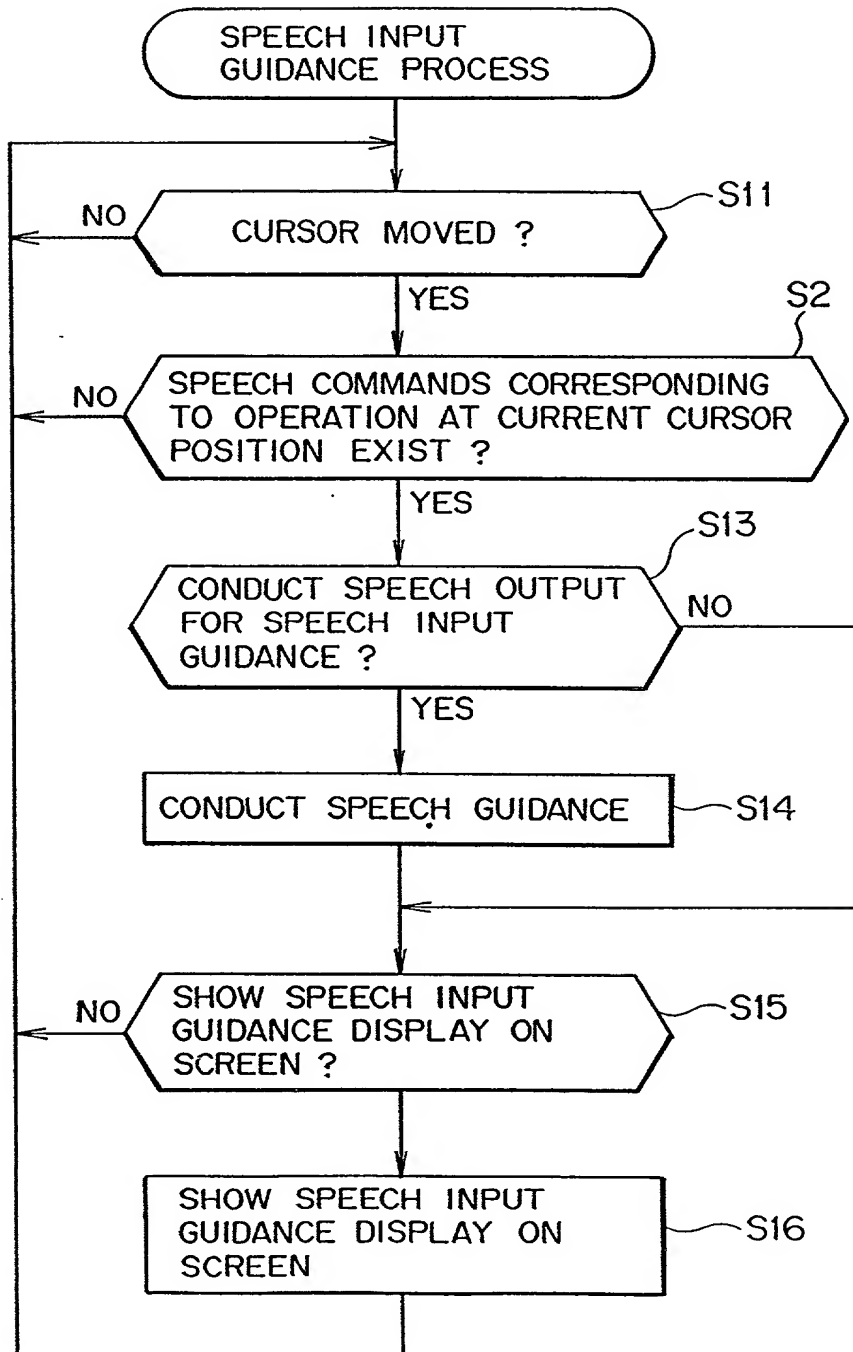 SPEECH INPUT
GUIDANCE PROCESS
S11
NO
CURSOR MOVED ?
YES
S2
NO
SPEECH COMMANDS CORRESPONDING
TO OPERATION AT CURRENT CURSOR
POSITION EXIST ?
YES
S13
CONDUCT SPEECH OUTPUT
FOR SPEECH INPUT
GUIDANCE ?
NO
YES
CONDUCT SPEECH GUIDANCE
S14
NO
SHOW SPEECH INPUT
GUIDANCE DISPLAY ON
SCREEN ?
S15
SHOW SPEECH INPUT
GUIDANCE DISPLAY ON
SCREEN
S16